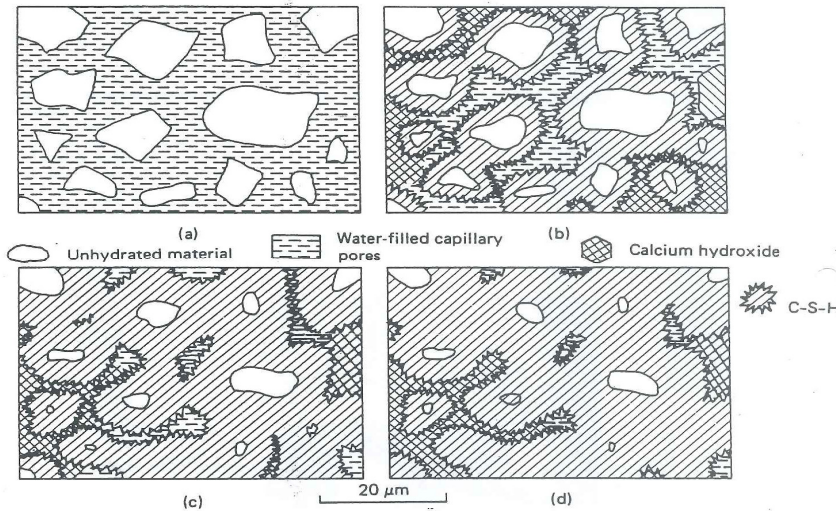 (a)
(b)
Unhydrated material
Water-filled capillary
pores
Calcium hydroxide
C-S-H
(c)
20 μm
(d)